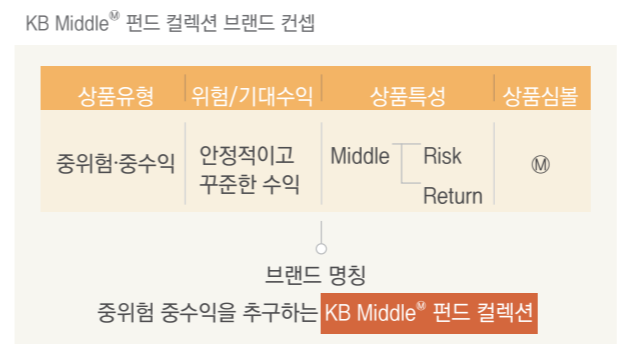 KB Middle Ⓜ 펀드 컬렉션 브랜드 컨셉
상품유형 위험/기대수익 상품특성 상품심볼
중위험·중수익 안정적이고 꾸준한 수익 Middle Risk Return Ⓜ
브랜드 명칭
중위험 중수익을 추구하는 KB Middle Ⓜ 펀드 컬렉션